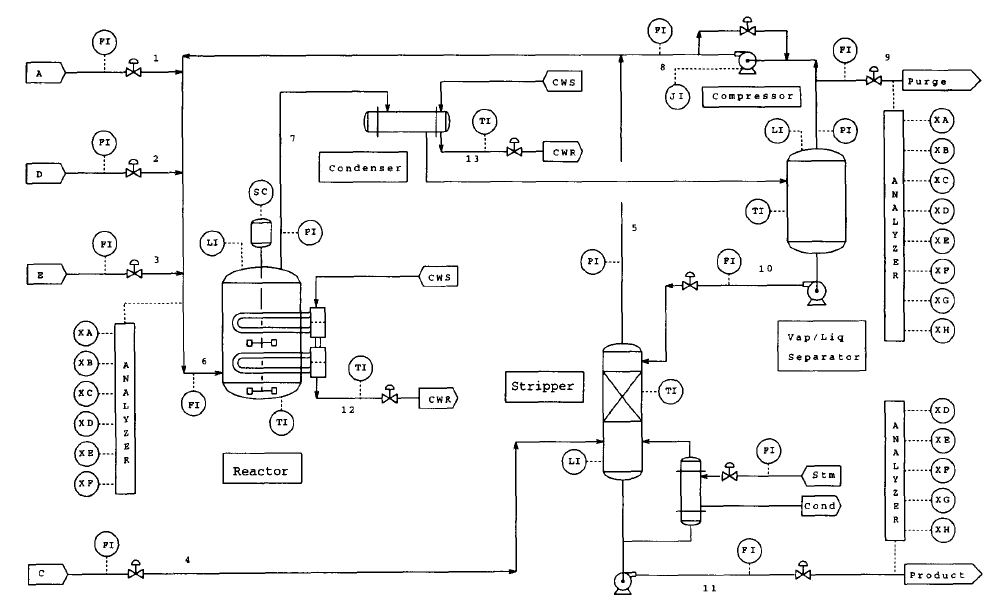 FI
8
9
FI
1
FI
A
JI
Compressor
Purge
CWS
7
TI
13
CWR
Condenser
LI
PI
XA
XB
XC
XD
XE
XF
XG
XH
ANALYZER
FI
2
D
SC
TI
5
LI
PI
FI
3
E
CWS
PI
FI
10
Vap/Liq
Separator
XA
XB
XC
XD
XE
XF
ANALYZER
6
FI
TI
12
CWR
TI
Reactor
Stripper
TI
LI
FI
Stm
Cond
XD
XE
XF
XG
XH
ANALYZER
FI
4
C
FI
11
Product